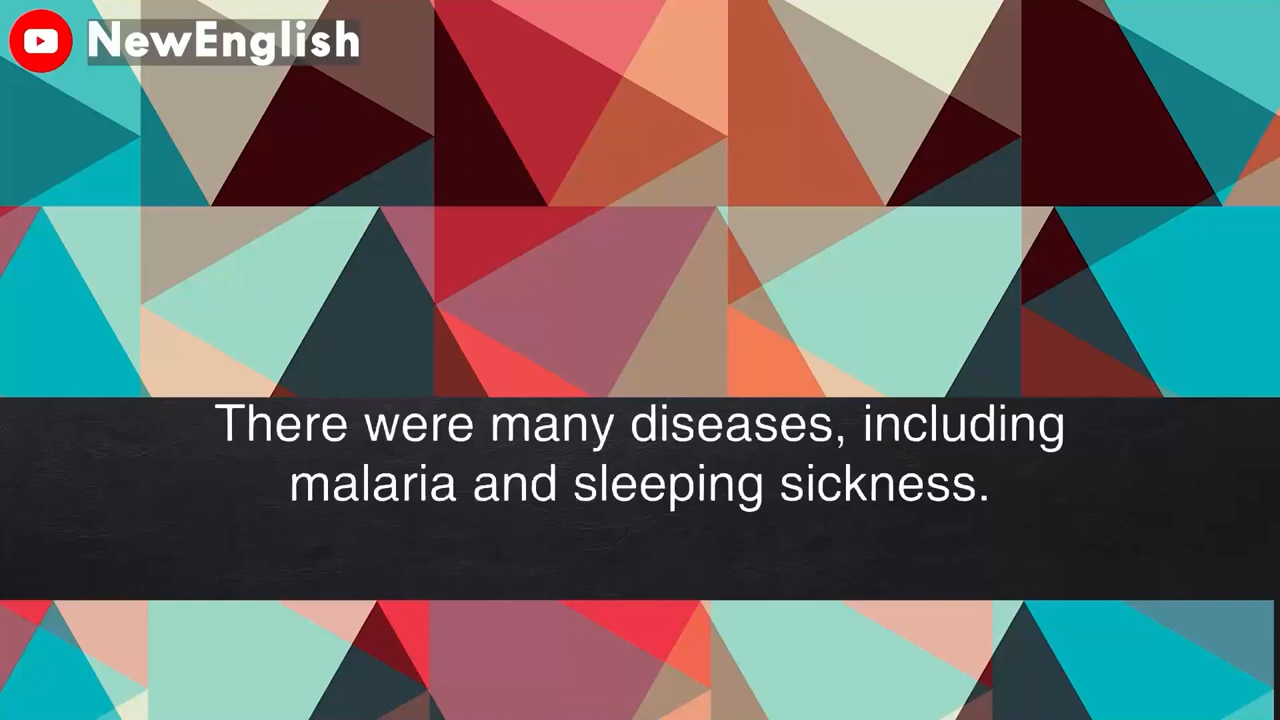 NewEnglish
There were many diseases, including
malaria and sleeping sickness.